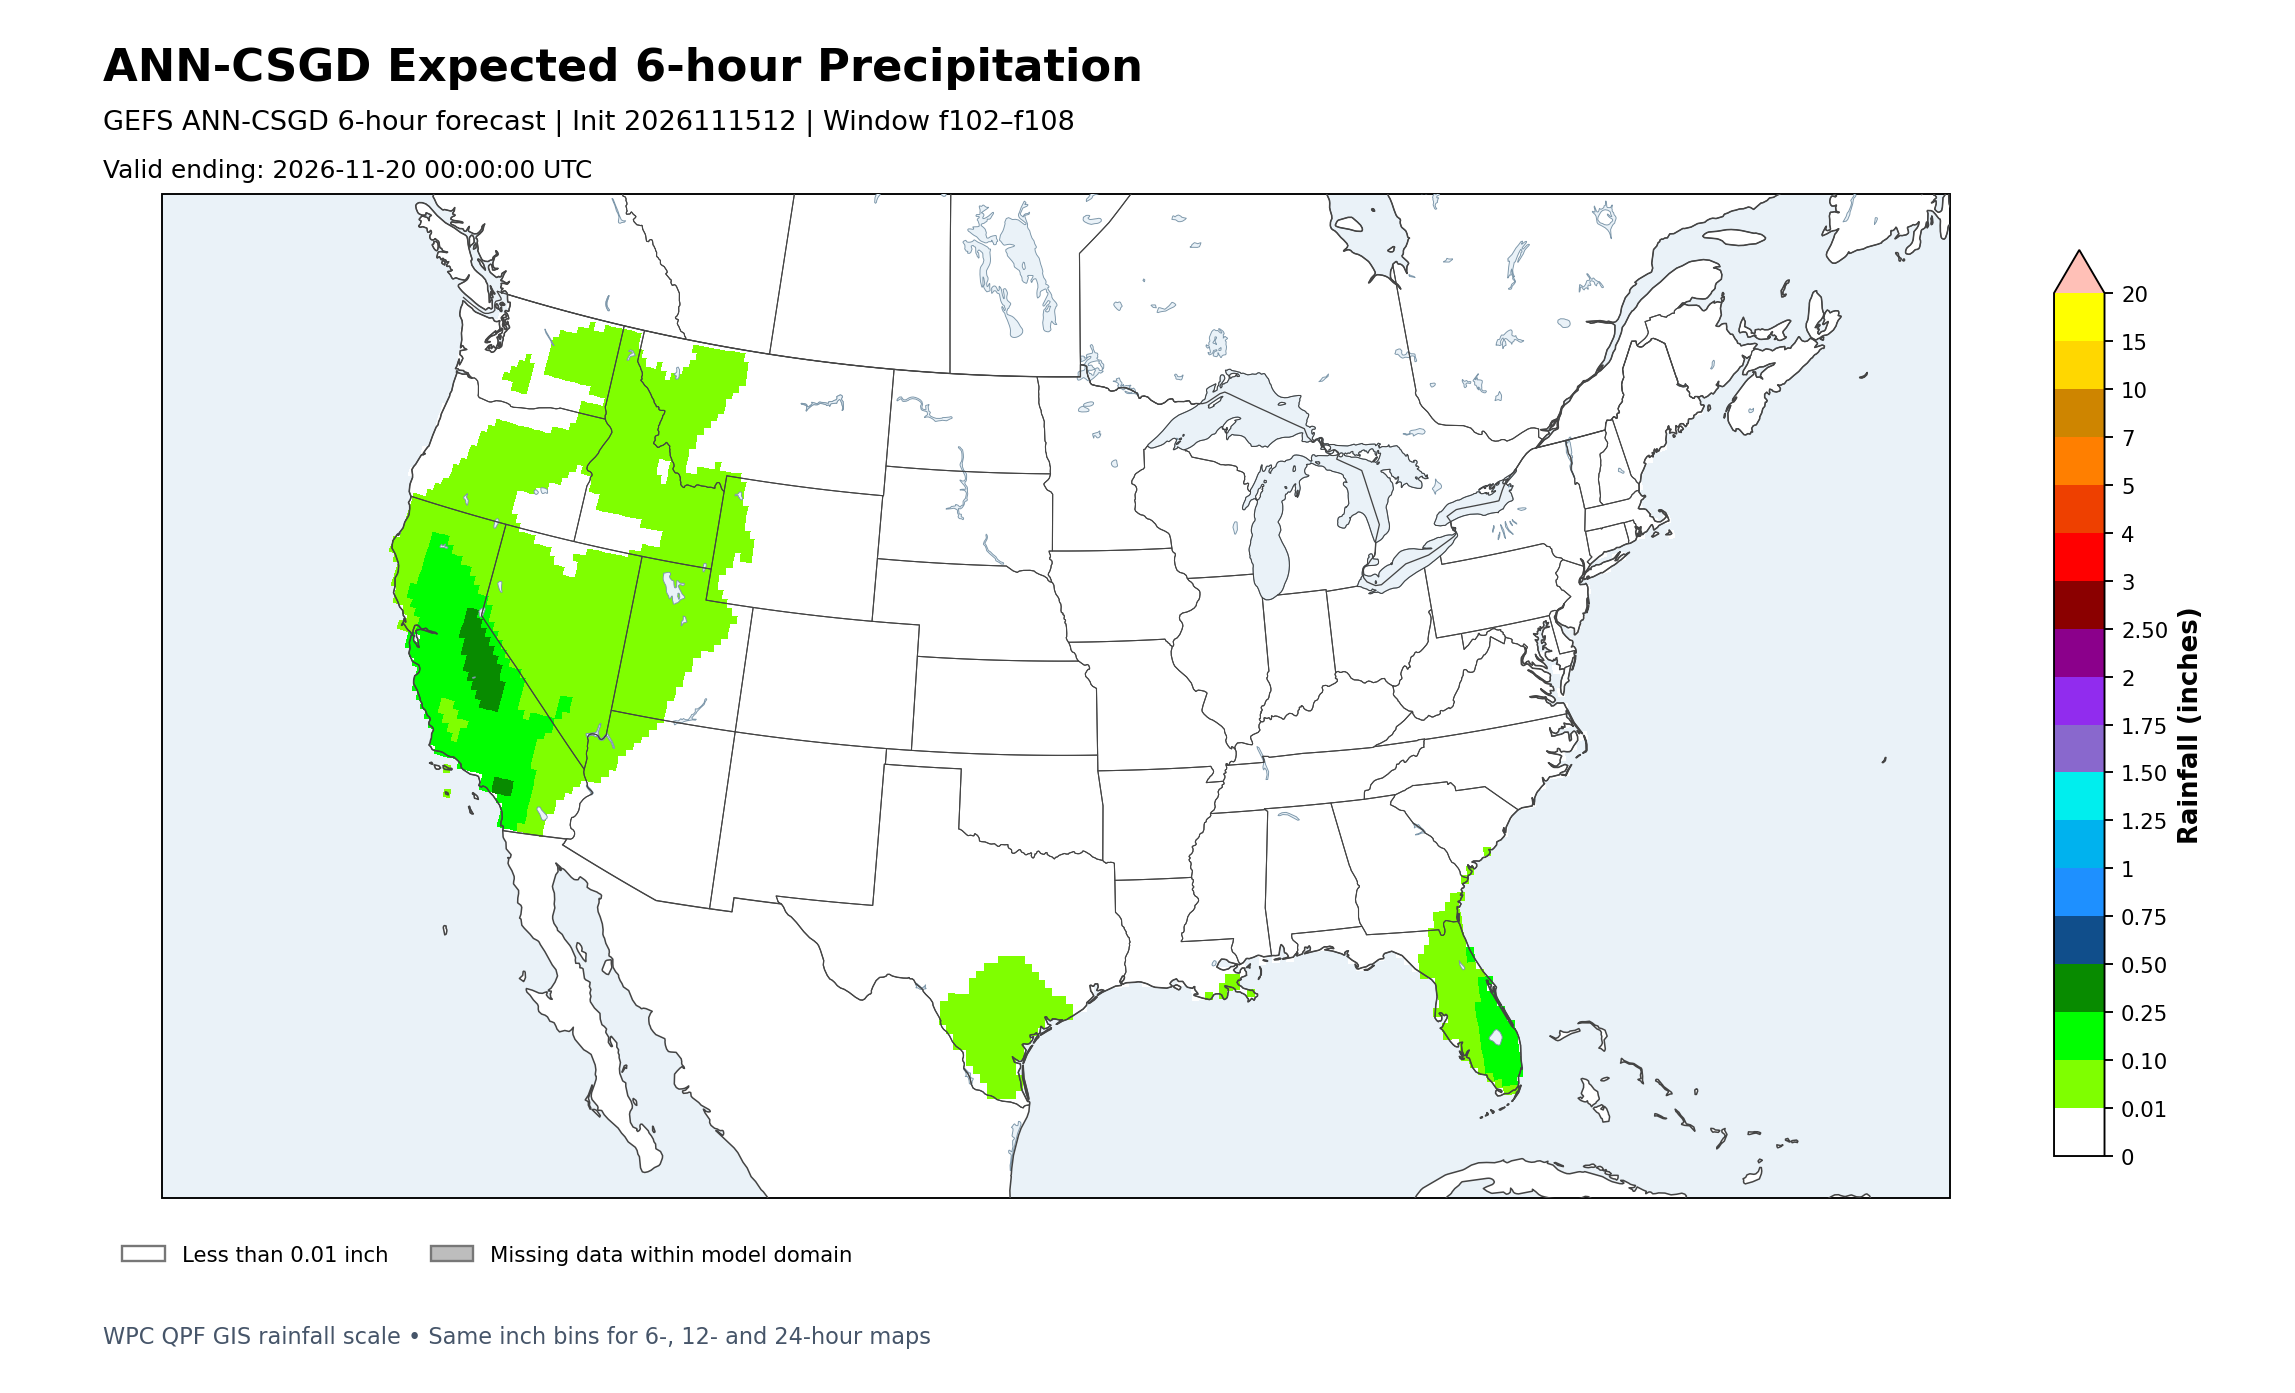 ANN-CSGD Expected 6-hour Precipitation
GEFS ANN-CSGD 6-hour forecast | Init 2026111512 | Window f102–f108
Valid ending: 2026-11-20 00:00:00 UTC
20
15
10
7
5
4
3
2.50
2
1.75
1.50
1.25
1
0.75
0.50
0.25
0.10
0.01
0
Rainfall (inches)
Less than 0.01 inch
Missing data within model domain
WPC QPF GIS rainfall scale • Same inch bins for 6-, 12- and 24-hour maps